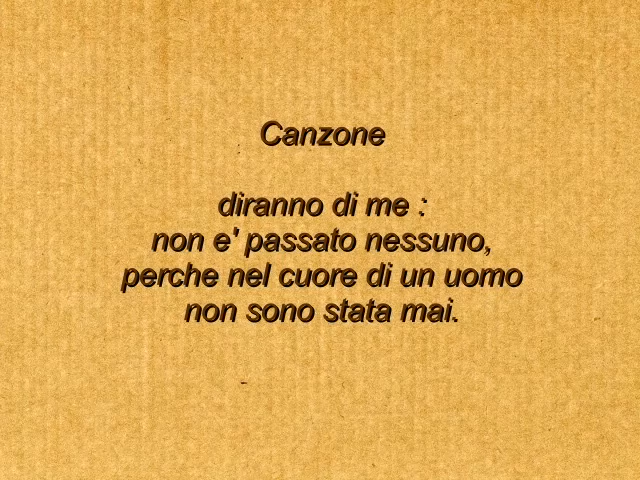 Canzone
diranno di me :
non e' passato nessuno,
perche nel cuore di un uomo
non sono stata mai.